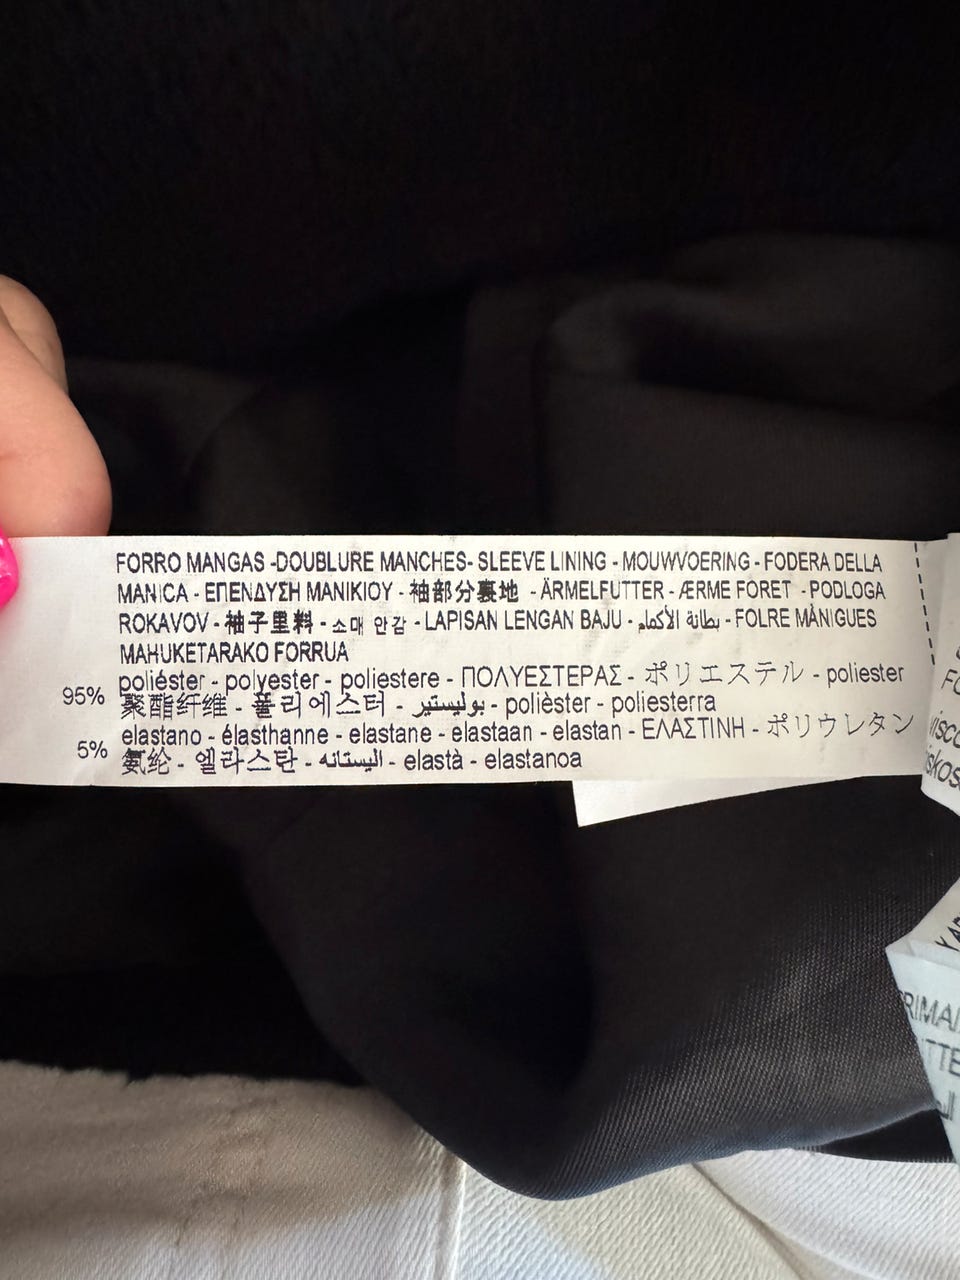 FORRO MANGAS -DOUBLURE MANCHES- SLEEVE LINING - MOUWVOERING - FODERA DELLA
MANICA - ΕΠΕΝΔΥΣΗ ΜΑΝΙΚΙΟΥ - 袖部分裏地 - ÄRMELFUTTER - ÆRME FORET - PODLOGA
ROKAVOV - 袖子里料 - 소매 안감 - LAPISAN LENGAN BAJU - بطانة الأكمام - FOLRE MÀNIGUES
MAHUKETARAKO FORRUA
95% poliéster - polyester - poliestere - ΠΟΛΥΕΣΤΕΡΑΣ - ポリエステル - poliester
聚酯纤维 - 폴리에스터 - بوليستير - polièster - poliesterra
5% elastano - élasthanne - elastane - elastaan - elastan - ΕΛΑΣΤΙΝΗ - ポリウレタン
氨纶 - 엘라스탄 - اليستانه - elastà - elastanoa